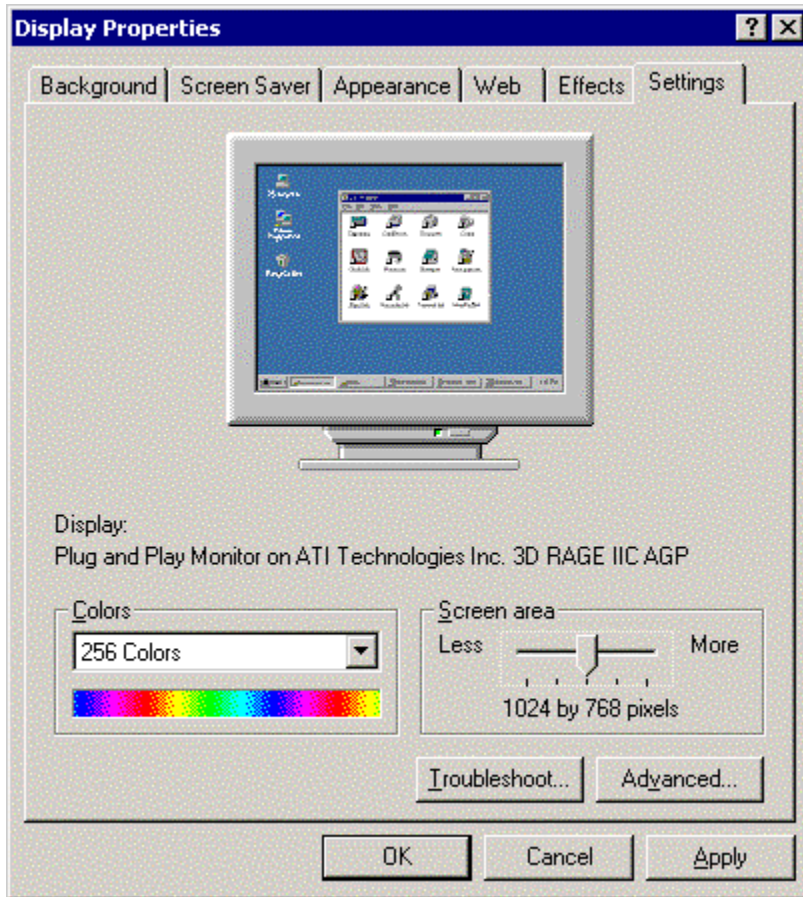 Display Properties
Background Screen Saver Appearance Web Effects Settings
Display:
Plug and Play Monitor on ATI Technologies Inc. 3D RAGE IIC AGP
Colors
256 Colors
Screen area
Less More
1024 by 768 pixels
Troubleshoot... Advanced...
OK Cancel Apply